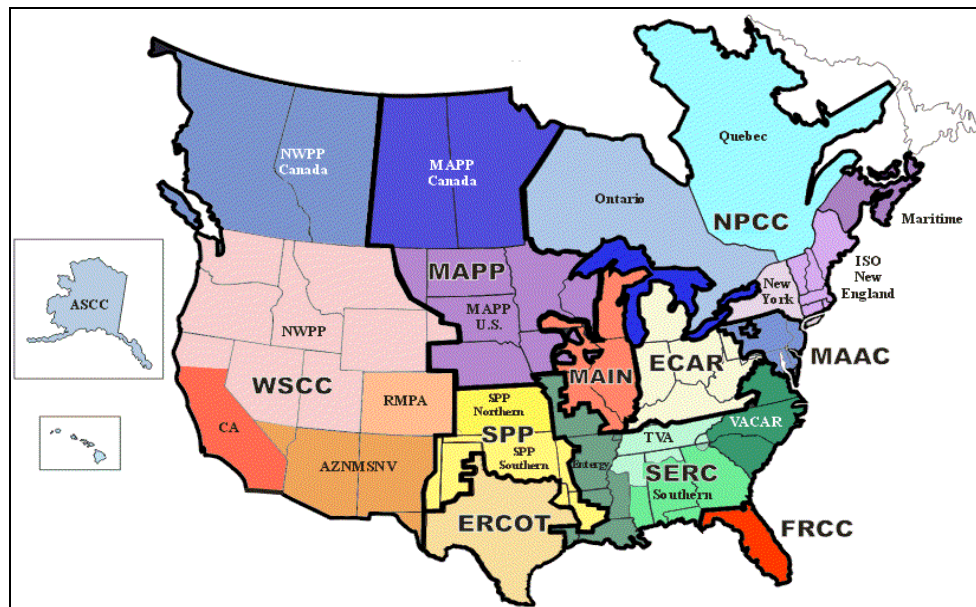 Quebec
NWPP
Canada
MAPP
Canada
Ontario
NPCC
Maritime
MAPP
ISO
New
England
New
York
ASCC
MAPP
U.S.
NWPP
MAAC
ECAR
MAIN
WSCC
RMPA
SPP
Northern
CA
VACAR
SPP
TVA
SPP
Southern
AZNMSNV
Entergy
SERC
Southern
ERCOT
FRCC